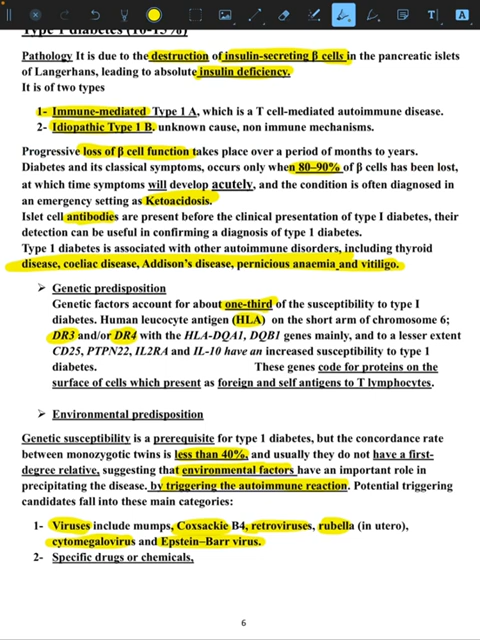 Type 1 diabetes (10-15%)
Pathology It is due to the destruction of insulin-secreting β cells in the pancreatic islets
of Langerhans, leading to absolute insulin deficiency.
It is of two types
1- Immune-mediated Type 1 A, which is a T cell-mediated autoimmune disease.
2- Idiopathic Type 1 B, unknown cause, non immune mechanisms.
Progressive loss of β cell function takes place over a period of months to years.
Diabetes and its classical symptoms, occurs only when 80–90% of β cells has been lost,
at which time symptoms will develop acutely, and the condition is often diagnosed in
an emergency setting as Ketoacidosis.
Islet cell antibodies are present before the clinical presentation of type I diabetes, their
detection can be useful in confirming a diagnosis of type 1 diabetes.
Type 1 diabetes is associated with other autoimmune disorders, including thyroid
disease, coeliac disease, Addison's disease, pernicious anaemia and vitiligo.
➢ Genetic predisposition
Genetic factors account for about one-third of the susceptibility to type I
diabetes. Human leucocyte antigen (HLA) on the short arm of chromosome 6;
DR3 and/or DR4 with the HLA-DQA1, DQB1 genes mainly, and to a lesser extent
CD25, PTPN22, IL2RA and IL-10 have an increased susceptibility to type 1
diabetes. These genes code for proteins on the
surface of cells which present as foreign and self antigens to T lymphocytes.
➢ Environmental predisposition
Genetic susceptibility is a prerequisite for type 1 diabetes, but the concordance rate
between monozygotic twins is less than 40%, and usually they do not have a first-
degree relative, suggesting that environmental factors have an important role in
precipitating the disease. by triggering the autoimmune reaction. Potential triggering
candidates fall into these main categories:
1- Viruses include mumps, Coxsackie B4, retroviruses, rubella (in utero),
cytomegalovirus and Epstein–Barr virus.
2- Specific drugs or chemicals,
6